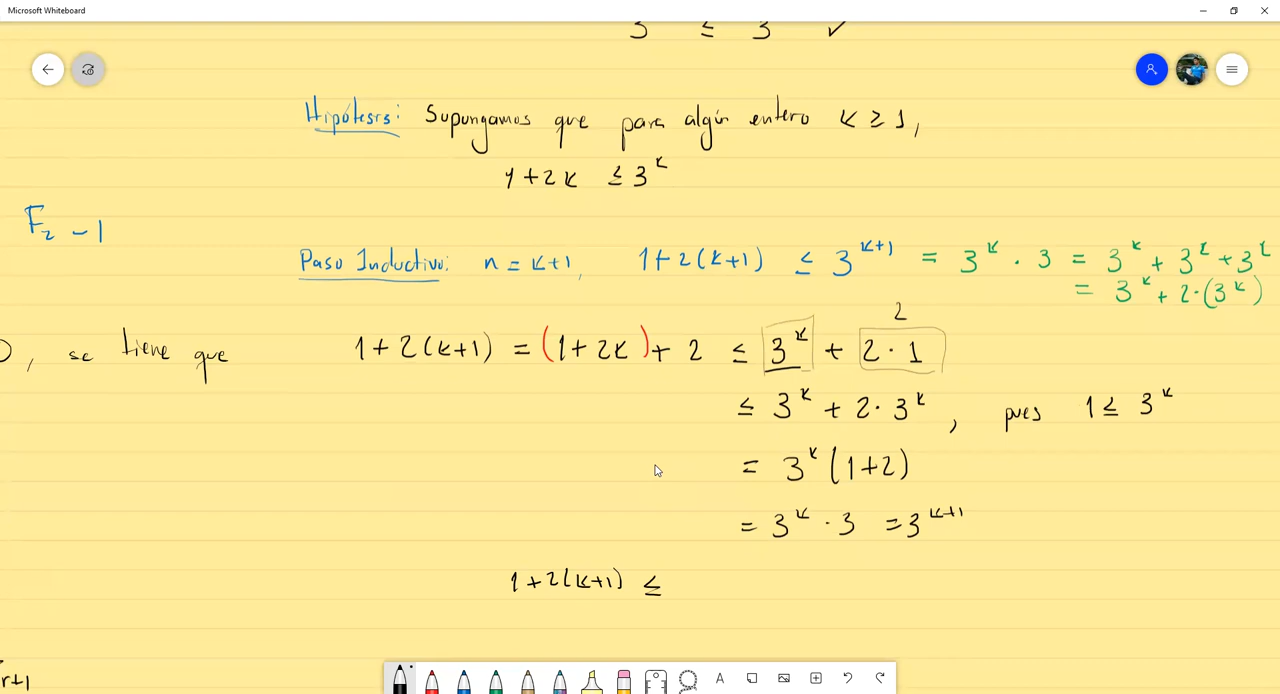 Microsoft Whiteboard
3 ≤ 3 ✓
Hipótesis: Supongamos que para algún entero k ≥ 1,
1+2k ≤ 3^k
F_2 - 1
Paso Inductivo: n = k+1, 1+2(k+1) ≤ 3^{k+1} = 3^k · 3 = 3^k + 3^k + 3^k
= 3^k + 2·(3^k)
2
, se tiene que 1+2(k+1) = (1+2k)+2 ≤ 3^k + 2·1
≤ 3^k + 2·3^k, pues 1 ≤ 3^k
= 3^k(1+2)
= 3^k · 3 = 3^{k+1}
1+2(k+1) ≤
A